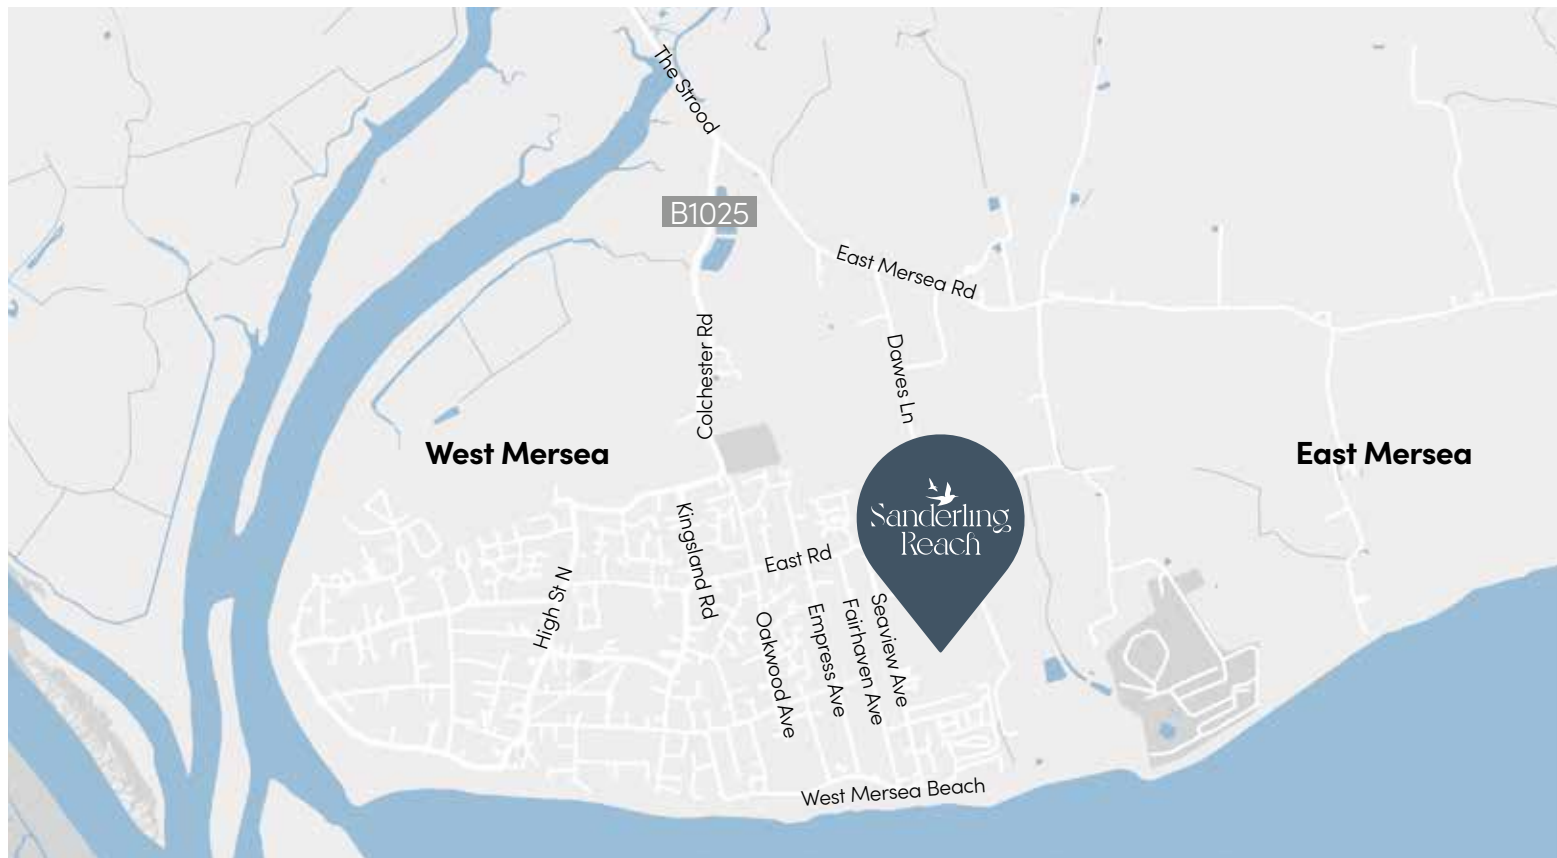 The Strood
B1025
East Mersea Rd
Colchester Rd
Dawes Ln
West Mersea
East Mersea
Sanderling
Reach
Kingsland Rd
East Rd
High St N
Oakwood Ave
Empress Ave
Fairhaven Ave
Seaview Ave
West Mersea Beach